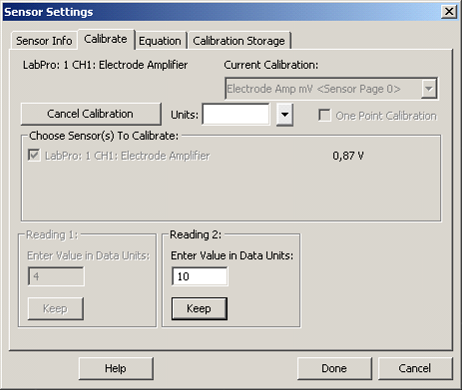 Sensor Settings
Sensor Info Calibrate Equation Calibration Storage
LabPro: 1 CH1: Electrode Amplifier
Current Calibration:
Electrode Amp mV <Sensor Page 0>
Cancel Calibration Units: One Point Calibration
Choose Sensor(s) To Calibrate:
LabPro: 1 CH1: Electrode Amplifier 0,87 V
Reading 1:
Enter Value in Data Units:
4
Keep
Reading 2:
Enter Value in Data Units:
10
Keep
Help Done Cancel